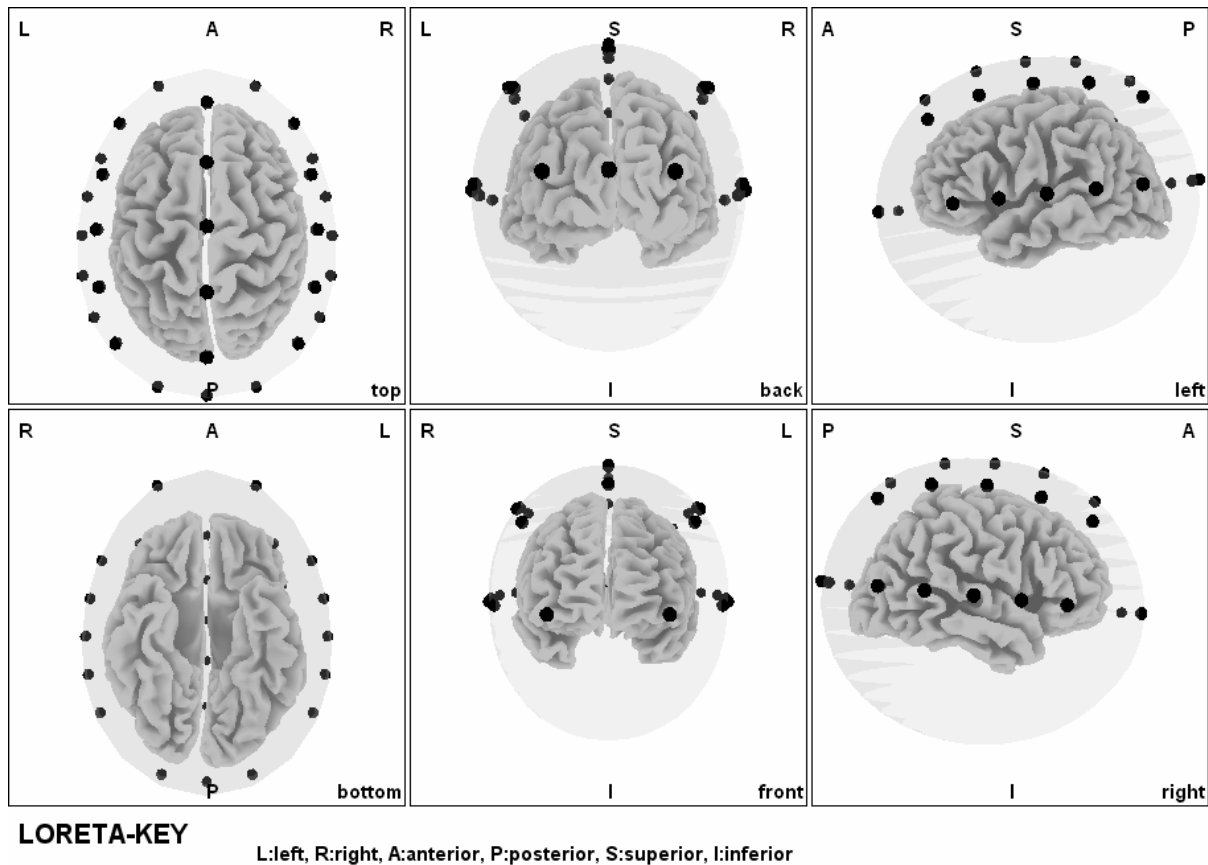 L A R
P top
L S R
I back
A S P
I left
R A L
P bottom
R S L
I front
P S A
I right
LORETA-KEY
L:left, R:right, A:anterior, P:posterior, S:superior, I:inferior